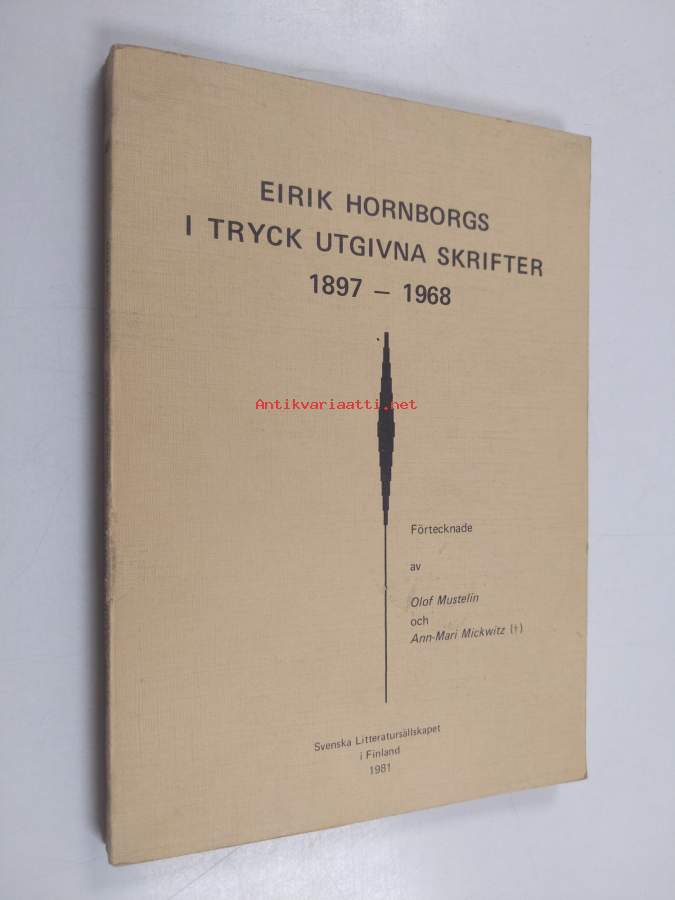 EIRIK HORNBORGS
I TRYCK UTGIVNA SKRIFTER
1897 – 1968
Antikvariaatti.net
Förtecknade
av
Olof Mustelin
och
Ann-Mari Mickwitz (†)
Svenska Litteratursällskapet
i Finland
1981